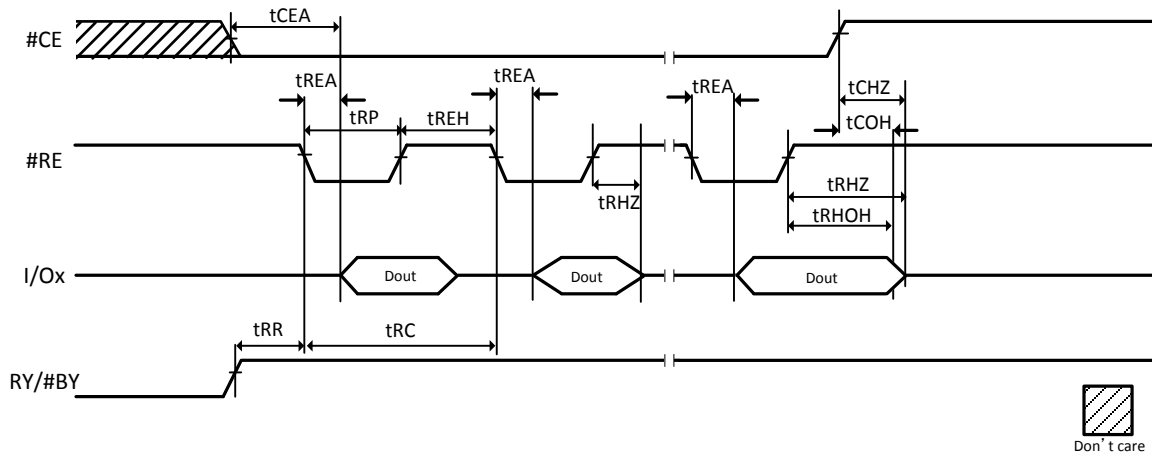 tCEA
#CE
tREA
tREA
tREA
tCHZ
tCOH
tRP
tREH
#RE
tRHZ
tRHZ
tRHOH
I/Ox
Dout
Dout
Dout
tRR
tRC
RY/#BY
Don't care